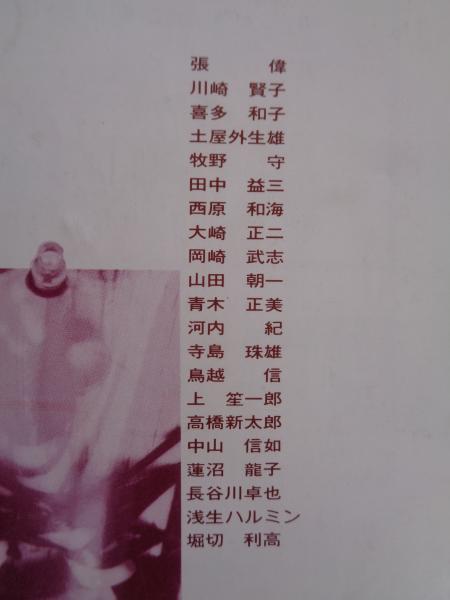 張　　偉
川崎　賢子
喜多　和子
土屋外生雄
牧野　　守
田中　益三
西原　和海
大崎　正二
岡崎　武志
山田　朝一
青木　正美
河内　　紀
寺島　珠雄
鳥越　　信
上　笙一郎
高橋新太郎
中山　信如
蓮沼　龍子
長谷川卓也
浅生ハルミン
堀切　利高